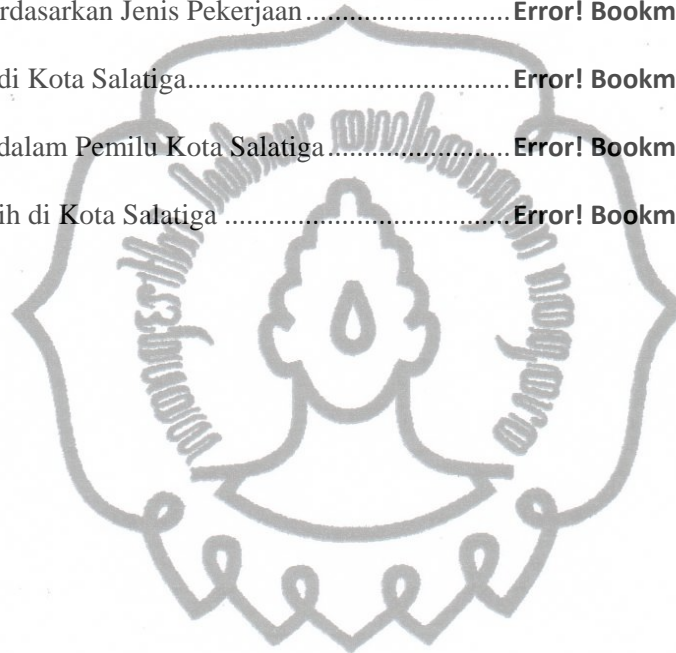 rdasarkan Jenis Pekerjaan ........................... Error! Bookm
di Kota Salatiga........................................... Error! Bookm
dalam Pemilu Kota Salatiga ........................ Error! Bookm
ih di Kota Salatiga ...................................... Error! Bookm